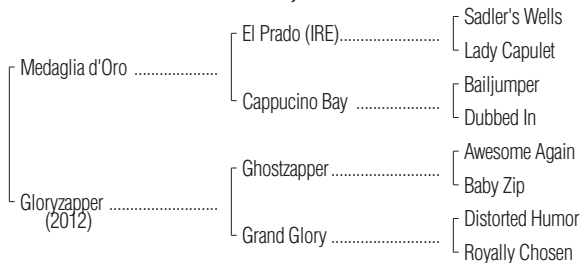 Sadler's Wells
El Prado (IRE)....................
Lady Capulet
Medaglia d'Oro ....................
Bailjumper
Cappucino Bay ....................
Dubbed In
Awesome Again
Ghostzapper ....................
Baby Zip
Gloryzapper ....................
(2012)
Distorted Humor
Grand Glory ....................
Royally Chosen